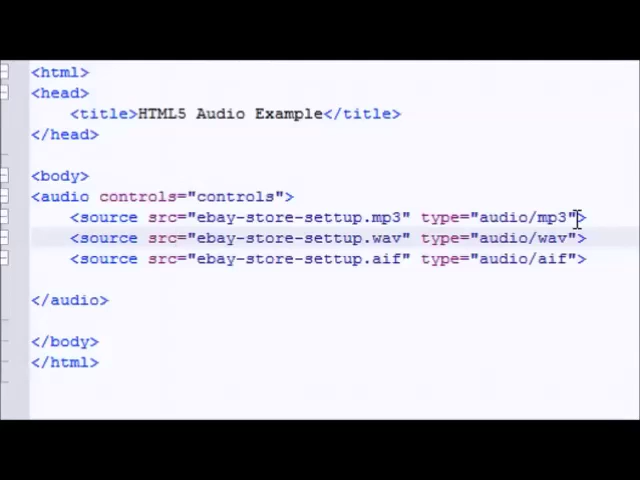 <html>
<head>
<title>HTML5 Audio Example</title>
</head>
<body>
<audio controls="controls">
<source src="ebay-store-settup.mp3" type="audio/mp3">
<source src="ebay-store-settup.wav" type="audio/wav">
<source src="ebay-store-settup.aif" type="audio/aif">
</audio>
</body>
</html>